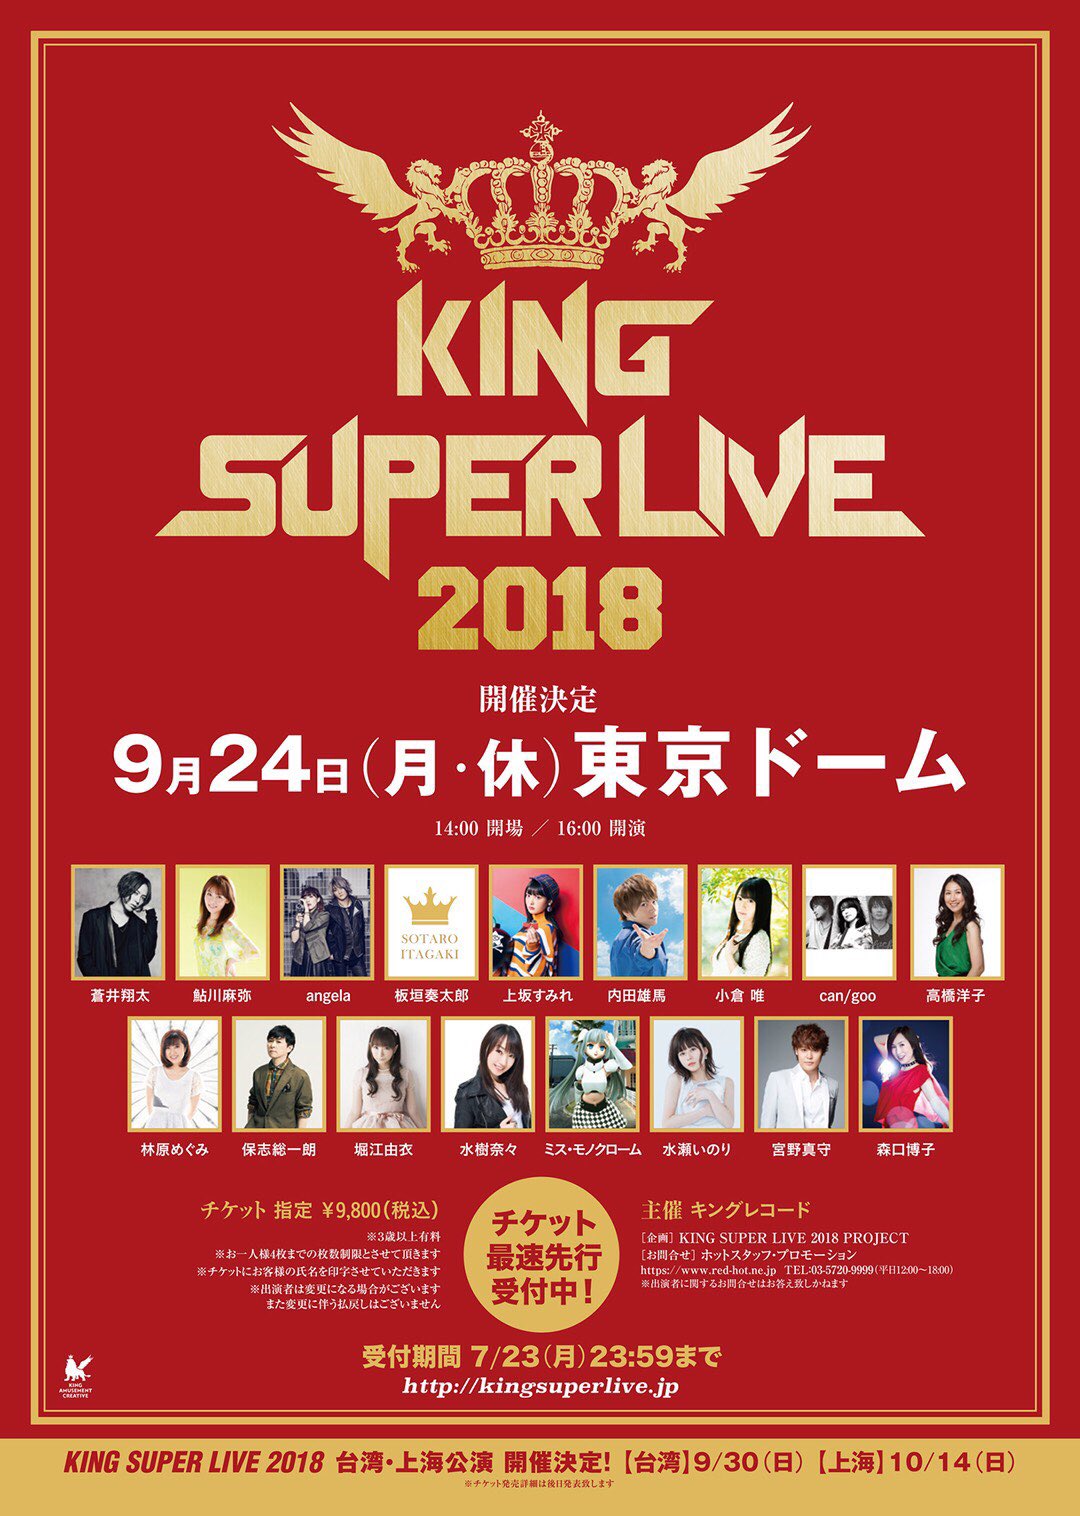 KING
SUPER LIVE
2018
開催決定
9月24日(月・休)東京ドーム
14:00 開場 ／ 16:00 開演
SOTARO
ITAGAKI
蒼井翔太 鮎川麻弥 angela 板垣奏太郎 上坂すみれ 内田雄馬 小倉 唯 can/goo 高橋洋子
林原めぐみ 保志総一朗 堀江由衣 水樹奈々 ミス・モノクローム 水瀬いのり 宮野真守 森口博子
チケット 指定 ¥9,800(税込)
※3歳以上有料
※お一人様4枚までの枚数制限とさせて頂きます
※チケットにお客様の氏名を印字させていただきます
※出演者は変更になる場合がございます
また変更に伴う払戻しはございません
チケット
最速先行
受付中！
主催 キングレコード
［企画］KING SUPER LIVE 2018 PROJECT
［お問合せ］ホットスタッフ・プロモーション
https://www.red-hot.ne.jp TEL:03-5720-9999(平日12:00〜18:00)
※出演者に関するお問合せはお答え致しかねます
受付期間 7/23(月)23:59まで
http://kingsuperlive.jp
KING
AMUSEMENT
CREATIVE
KING SUPER LIVE 2018 台湾・上海公演 開催決定!【台湾】9/30(日)【上海】10/14(日)
※チケット発売詳細は後日発表致します